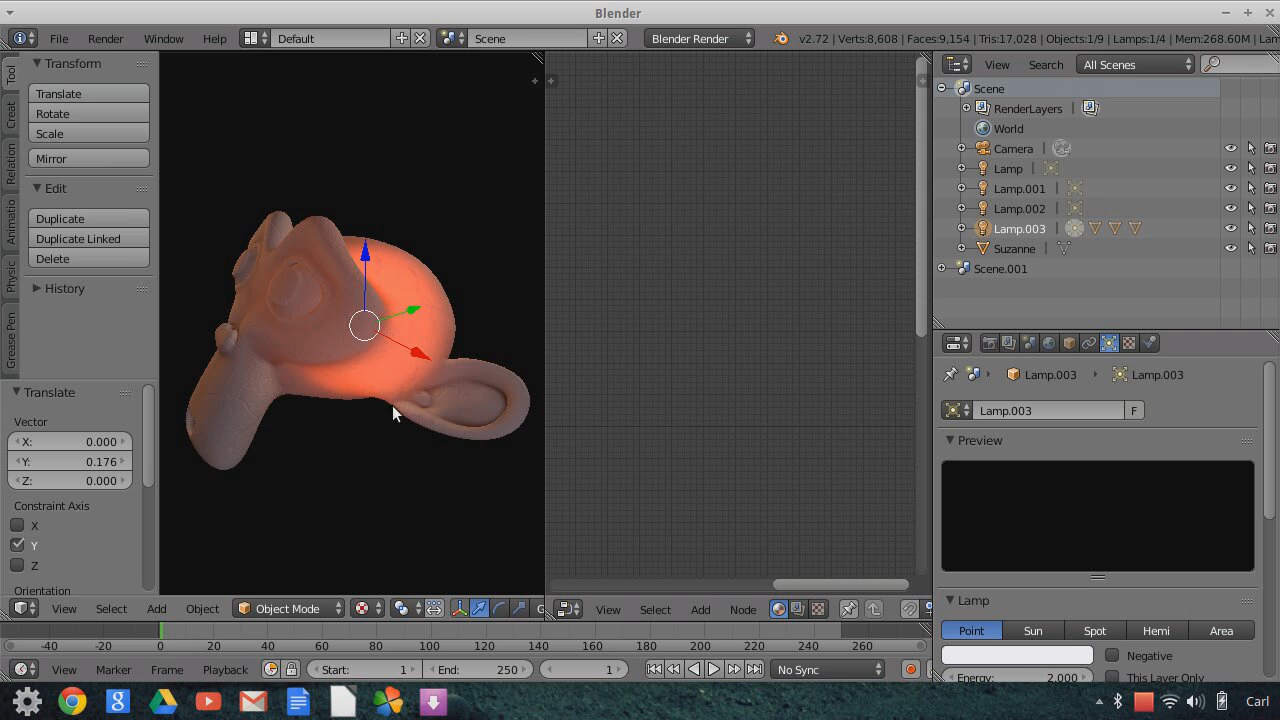 Blender
File Render Window Help Default Scene Blender Render v2.72 | Verts:8,608 | Faces:9,154 | Tris:17,028 | Objects:1/9 | Lamps:1/4 | Mem:268.60M | Lam
Tool
Creat
Relation
Animatio
Physic
Grease Pen
Transform
Translate
Rotate
Scale
Mirror
Edit
Duplicate
Duplicate Linked
Delete
History
Translate
Vector
X: 0.000
Y: 0.176
Z: 0.000
Constraint Axis
X
Y
Z
Orientation
View Select Add Object Object Mode G
View Select Add Node
View Search All Scenes
Scene
RenderLayers |
World
Camera |
Lamp |
Lamp.001 |
Lamp.002 |
Lamp.003 |
Suzanne |
Scene.001
Lamp.003 Lamp.003
Lamp.003 F
Preview
Lamp
Point Sun Spot Hemi Area
Negative
Energy: 2.000 This Layer Only
-40 -20 0 20 40 60 80 100 120 140 160 180 200 220 240 260
View Marker Frame Playback Start: 1 End: 250 1 No Sync
Carl